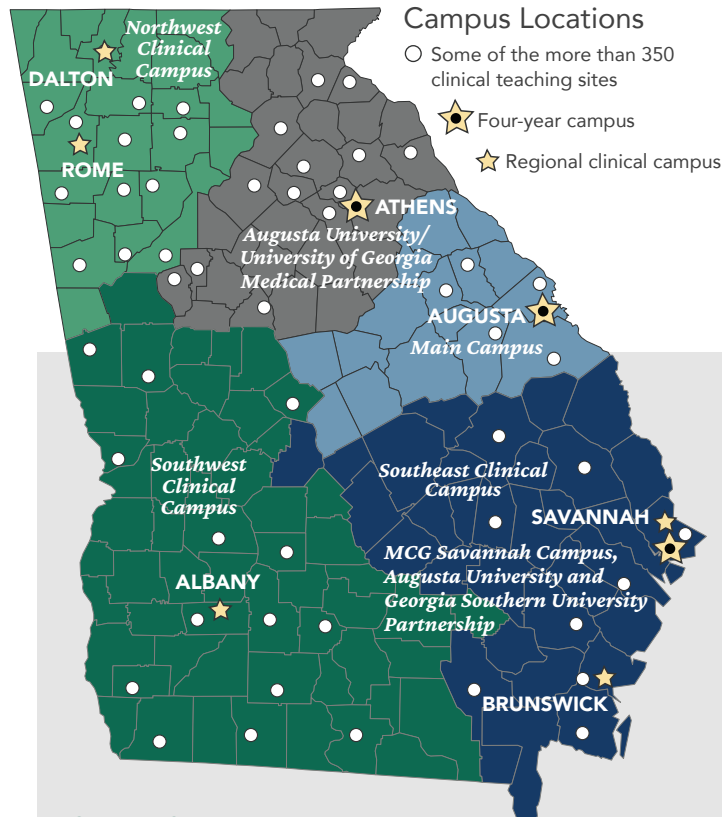 Campus Locations
Some of the more than 350
clinical teaching sites
Four-year campus
Regional clinical campus
Northwest
Clinical
Campus
DALTON
ROME
ATHENS
Augusta University/
University of Georgia
Medical Partnership
AUGUSTA
Main Campus
Southwest
Clinical
Campus
Southeast Clinical
Campus
SAVANNAH
MCG Savannah Campus,
Augusta University and
Georgia Southern University
Partnership
ALBANY
BRUNSWICK